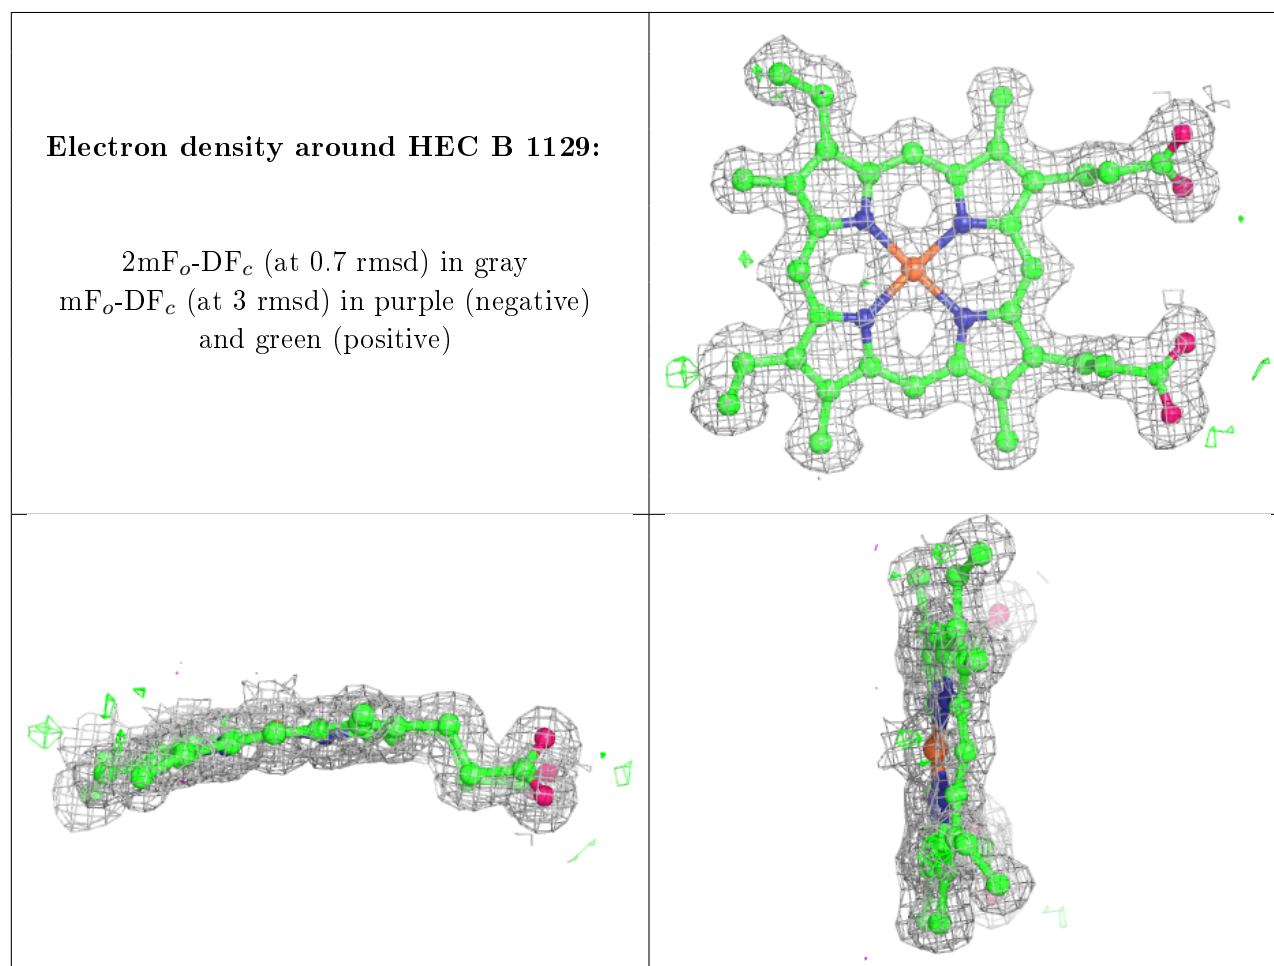 Electron density around HEC B 1129:
2mFo-DFc (at 0.7 rmsd) in gray
mFo-DFc (at 3 rmsd) in purple (negative)
and green (positive)